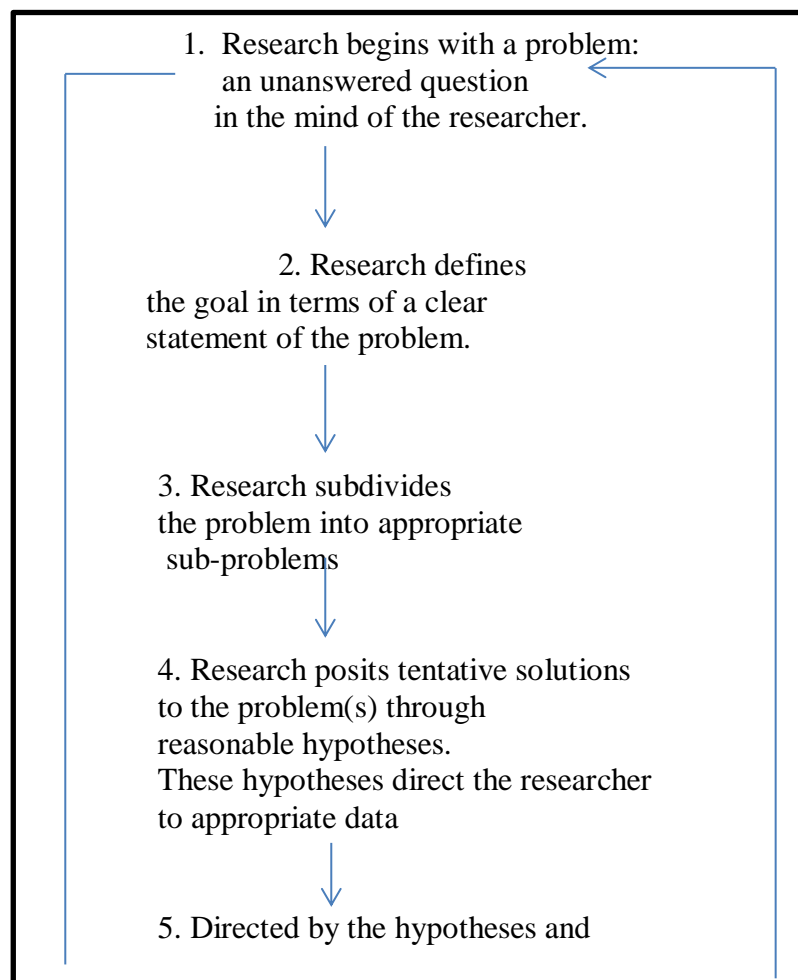 1. Research begins with a problem:
an unanswered question
in the mind of the researcher.
2. Research defines
the goal in terms of a clear
statement of the problem.
3. Research subdivides
the problem into appropriate
sub-problems
4. Research posits tentative solutions
to the problem(s) through
reasonable hypotheses.
These hypotheses direct the researcher
to appropriate data
5. Directed by the hypotheses and